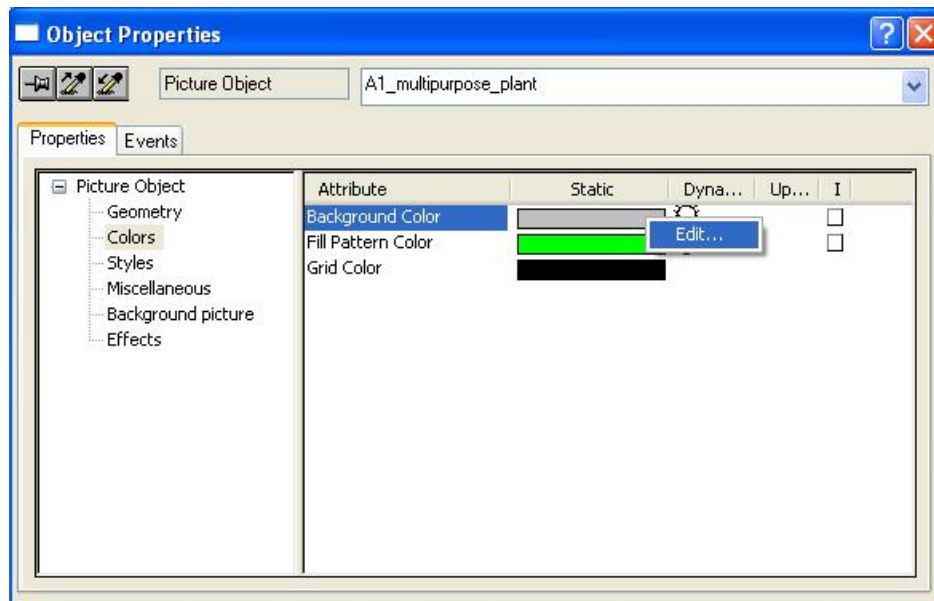 Object Properties
Picture Object A1_multipurpose_plant
Properties Events
Picture Object
Geometry
Colors
Styles
Miscellaneous
Background picture
Effects
Attribute Static Dyna... Up... I
Background Color
Edit...
Fill Pattern Color
Grid Color